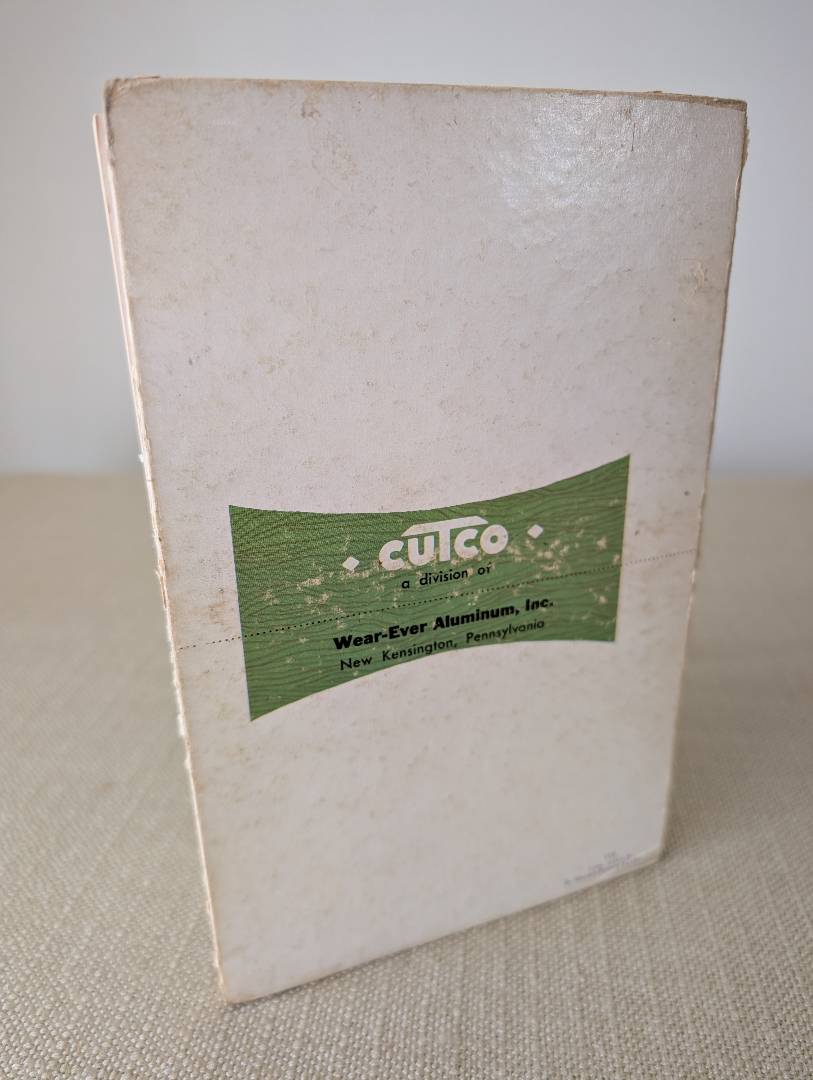 CUTCO
a division of
Wear-Ever Aluminum, Inc.
New Kensington, Pennsylvania